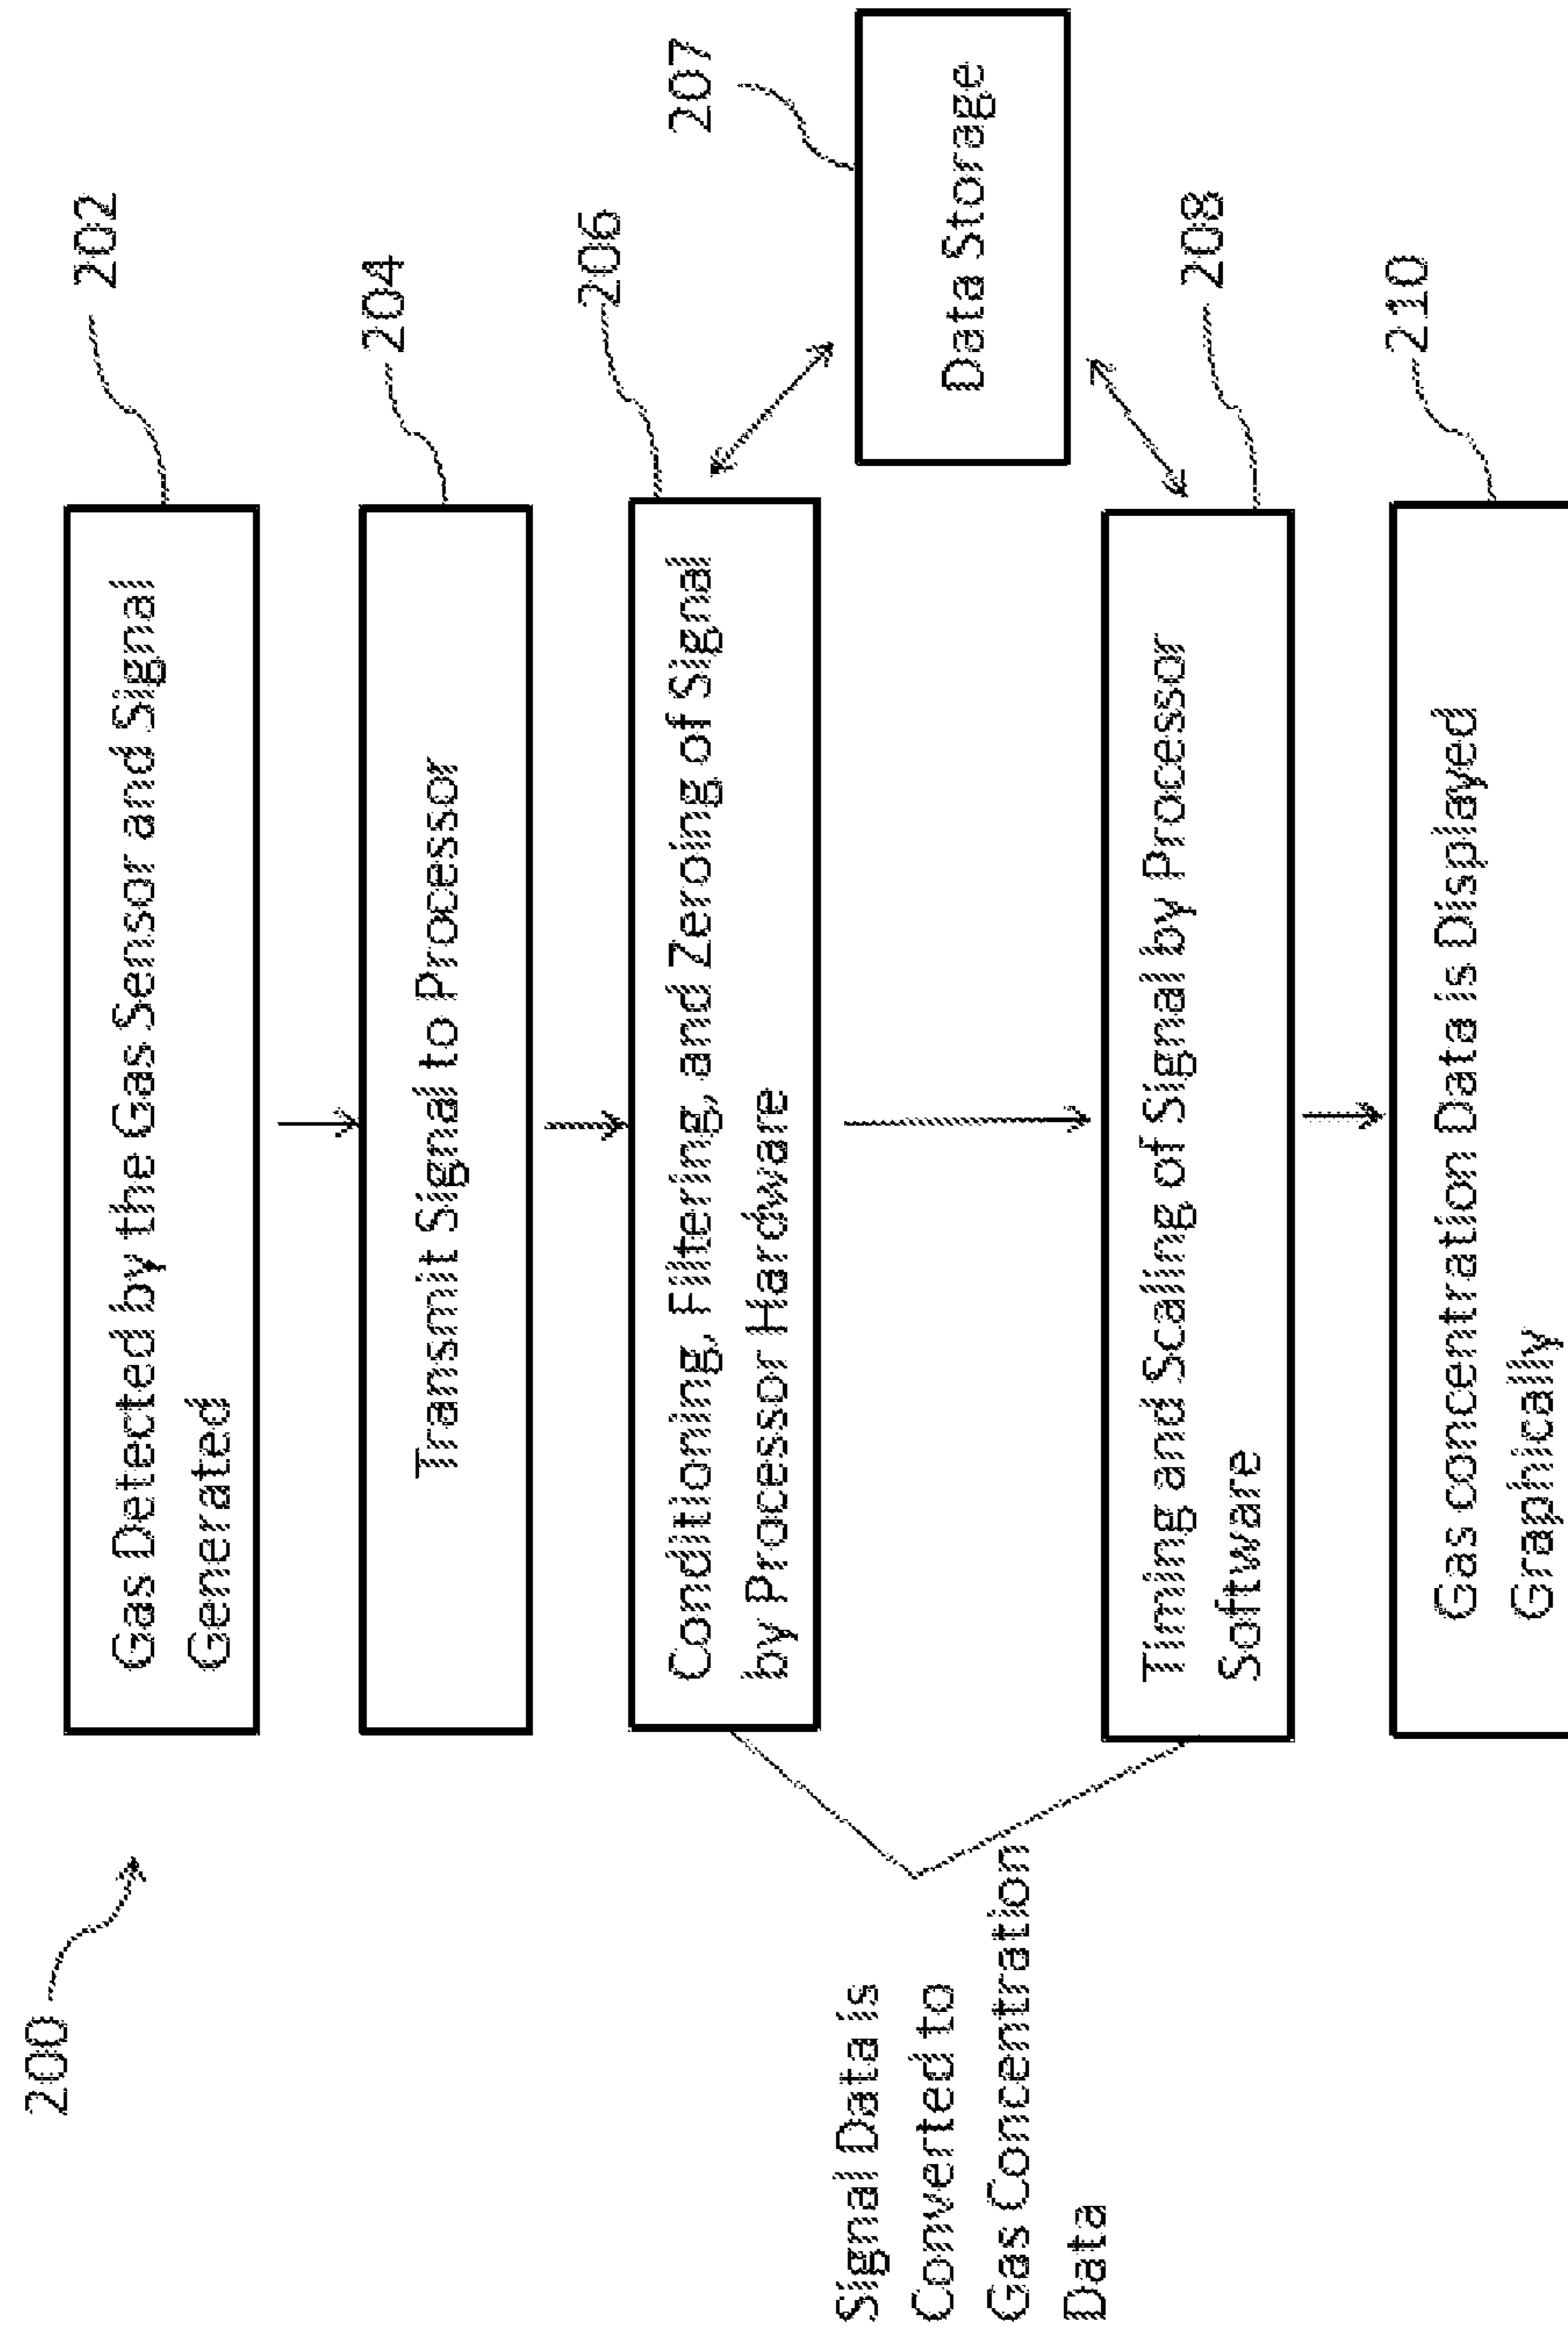 200
202
Gas Detected by the Gas Sensor and Signal
Generated
204
Transmit Signal to Processor
206
Conditioning, Filtering, and Zeroing of Signal
by Processor Hardware
207
Data Storage
Signal Data is
Converted to
Gas Concentration
Data
208
Timing and Scaling of Signal by Processor
Software
210
Gas concentration Data is Displayed
Graphically